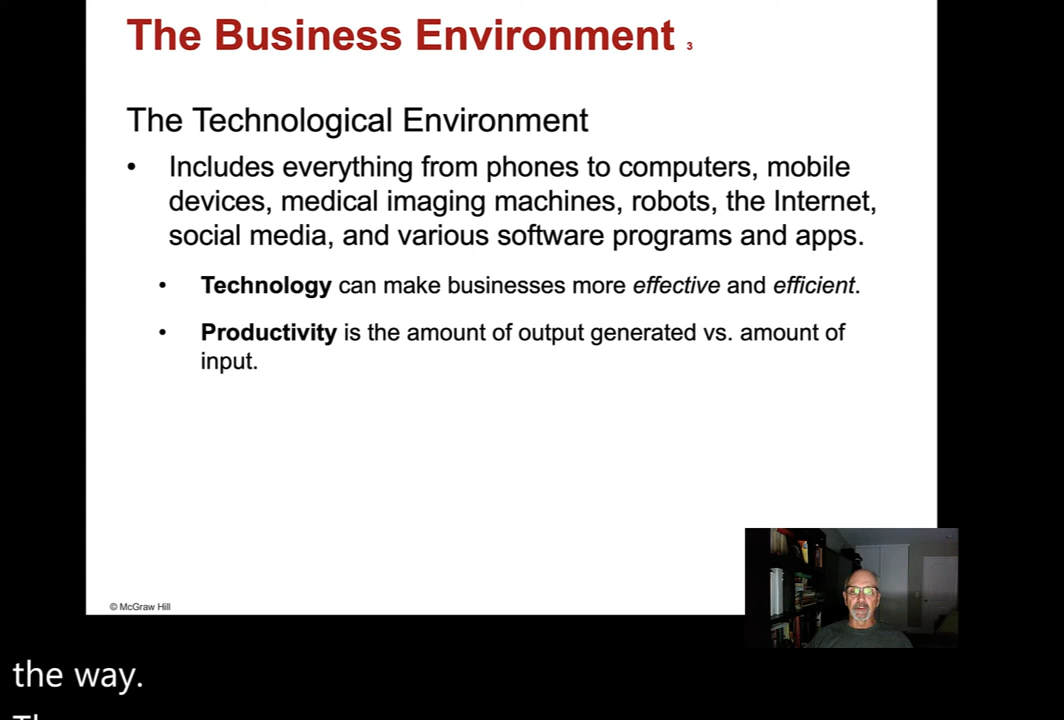 The Business Environment 3
The Technological Environment
• Includes everything from phones to computers, mobile
devices, medical imaging machines, robots, the Internet,
social media, and various software programs and apps.
• Technology can make businesses more effective and efficient.
• Productivity is the amount of output generated vs. amount of
input.
© McGraw Hill
the way.